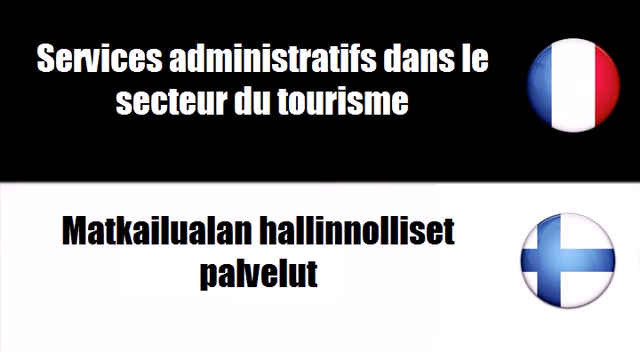 Services administratifs dans le
secteur du tourisme
Matkailualan hallinnolliset
palvelut